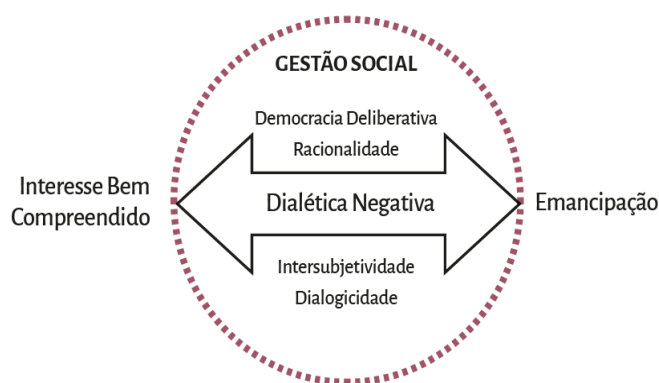 GESTÃO SOCIAL
Democracia Deliberativa
Racionalidade
Interesse Bem
Compreendido
Dialética Negativa
Emancipação
Intersubjetividade
Dialogicidade